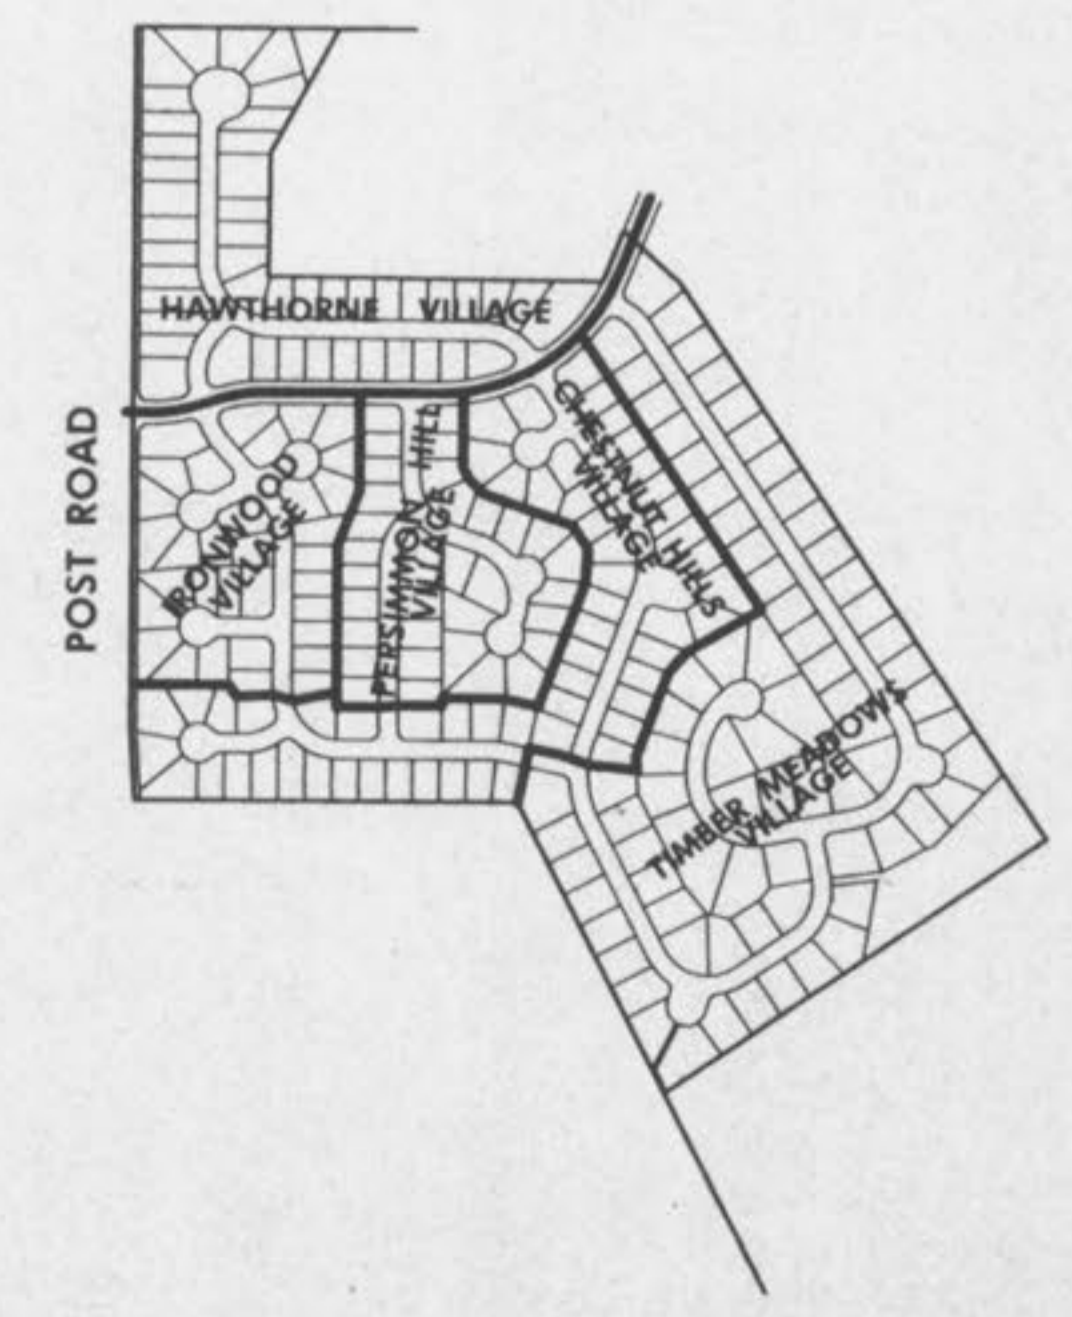 HAWTHORNE VILLAGE
POST ROAD
IRONWOOD
VILLAGE
PERSIMMON HILL
VILLAGE
CHESTNUT HILLS
VILLAGE
TIMBER MEADOWS
VILLAGE